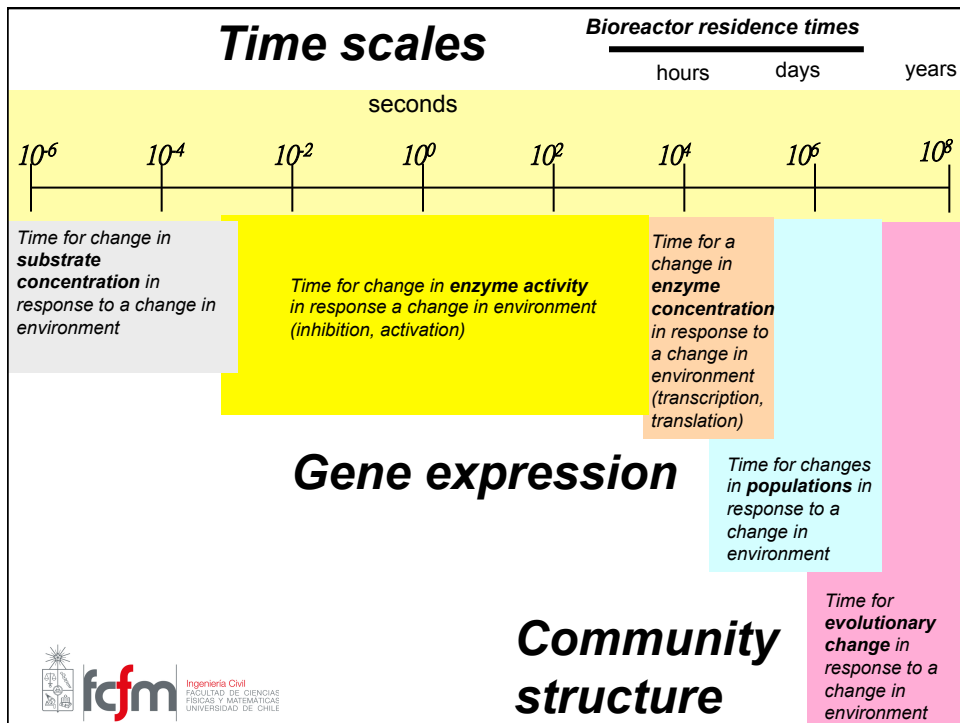 Time scales
Bioreactor residence times
hours
days
years
seconds
10-6
10-4
10-2
100
102
104
106
108
Time for change in
substrate
concentration in
response to a change in
environment
Time for change in enzyme activity
in response a change in environment
(inhibition, activation)
Time for a
change in
enzyme
concentration
in response to
a change in
environment
(transcription,
translation)
Gene expression
Time for changes
in populations in
response to a
change in
environment
Community
structure
Time for
evolutionary
change in
response to a
change in
environment
fcfm
Ingeniería Civil
FACULTAD DE CIENCIAS
FÍSICAS Y MATEMÁTICAS
UNIVERSIDAD DE CHILE